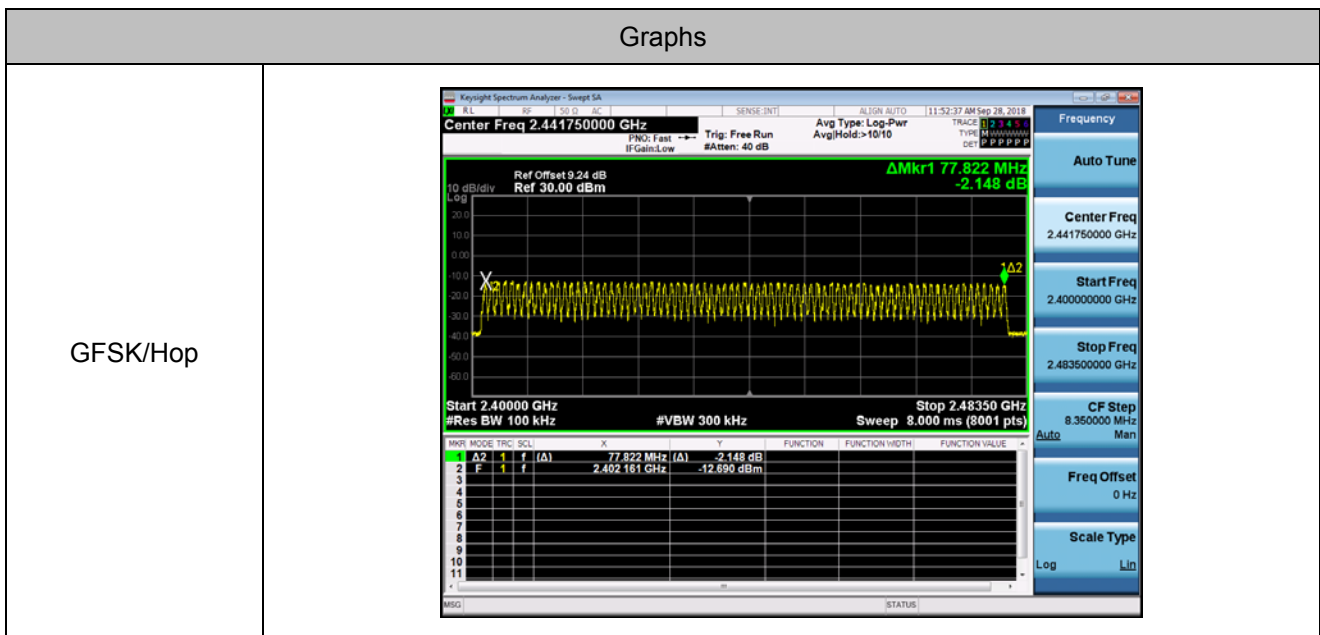 Graphs
GFSK/Hop
Keysight Spectrum Analyzer - Swept SA
RL RF 50 Ω AC SENSE:INT ALIGN AUTO 11:52:37 AM Sep 28, 2018
Center Freq 2.441750000 GHz
PNO: Fast
IFGain:Low
Trig: Free Run
#Atten: 40 dB
Avg Type: Log-Pwr
Avg|Hold:>10/10
TRACE 1 2 3 4 5 6
TYPE M WWWWW
DET P P P P P P
ΔMkr1 77.822 MHz
-2.148 dB
Ref Offset 9.24 dB
10 dB/div Ref 30.00 dBm
Log
20.0
10.0
0.00
1Δ2
-10.0
X2
-20.0
-30.0
-40.0
-50.0
-60.0
Start 2.40000 GHz Stop 2.48350 GHz
#Res BW 100 kHz #VBW 300 kHz Sweep 8.000 ms (8001 pts)
MKR MODE TRC SCL X Y FUNCTION FUNCTION WIDTH FUNCTION VALUE
1 Δ2 1 f (Δ) 77.822 MHz (Δ) -2.148 dB
2 F 1 f 2.402 161 GHz -12.690 dBm
3
4
5
6
7
8
9
10
11
MSG STATUS
Frequency
Auto Tune
Center Freq
2.441750000 GHz
Start Freq
2.400000000 GHz
Stop Freq
2.483500000 GHz
CF Step
8.350000 MHz
Auto Man
Freq Offset
0 Hz
Scale Type
Log Lin